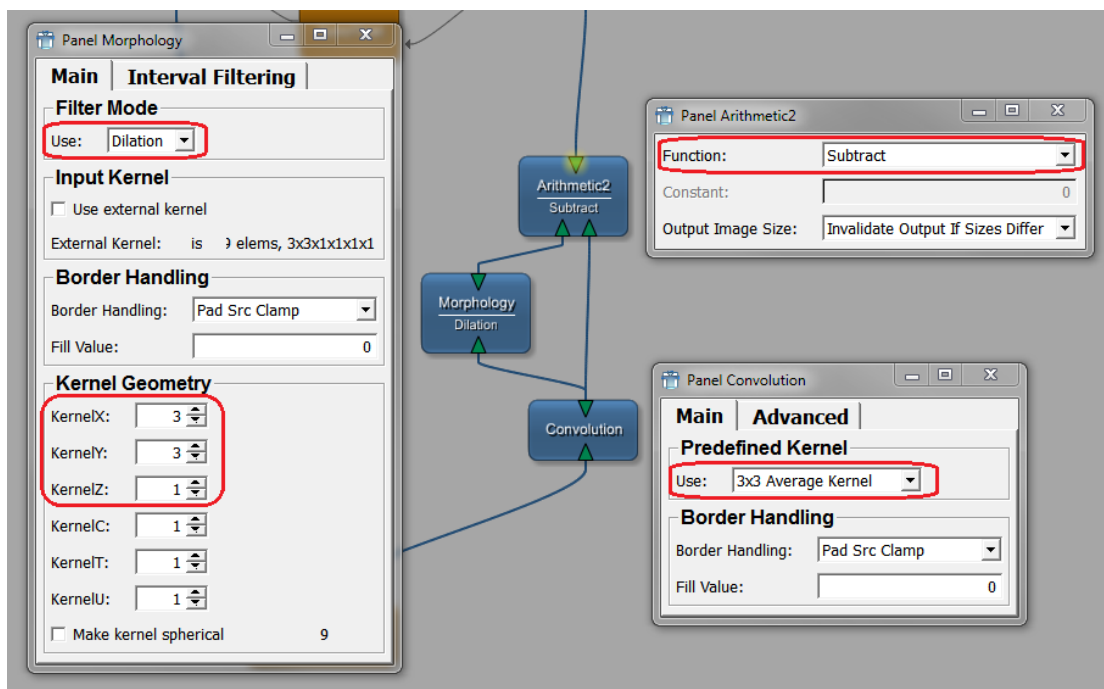 Panel Morphology
Main Interval Filtering
Filter Mode
Use: Dilation
Input Kernel
Use external kernel
External Kernel: is elems, 3x3x1x1x1x1
Border Handling
Border Handling: Pad Src Clamp
Fill Value: 0
Kernel Geometry
KernelX: 3
KernelY: 3
KernelZ: 1
KernelC: 1
KernelT: 1
KernelU: 1
Make kernel spherical 9
Arithmetic2
Subtract
Morphology
Dilation
Convolution
Panel Arithmetic2
Function: Subtract
Constant: 0
Output Image Size: Invalidate Output If Sizes Differ
Panel Convolution
Main Advanced
Predefined Kernel
Use: 3x3 Average Kernel
Border Handling
Border Handling: Pad Src Clamp
Fill Value: 0